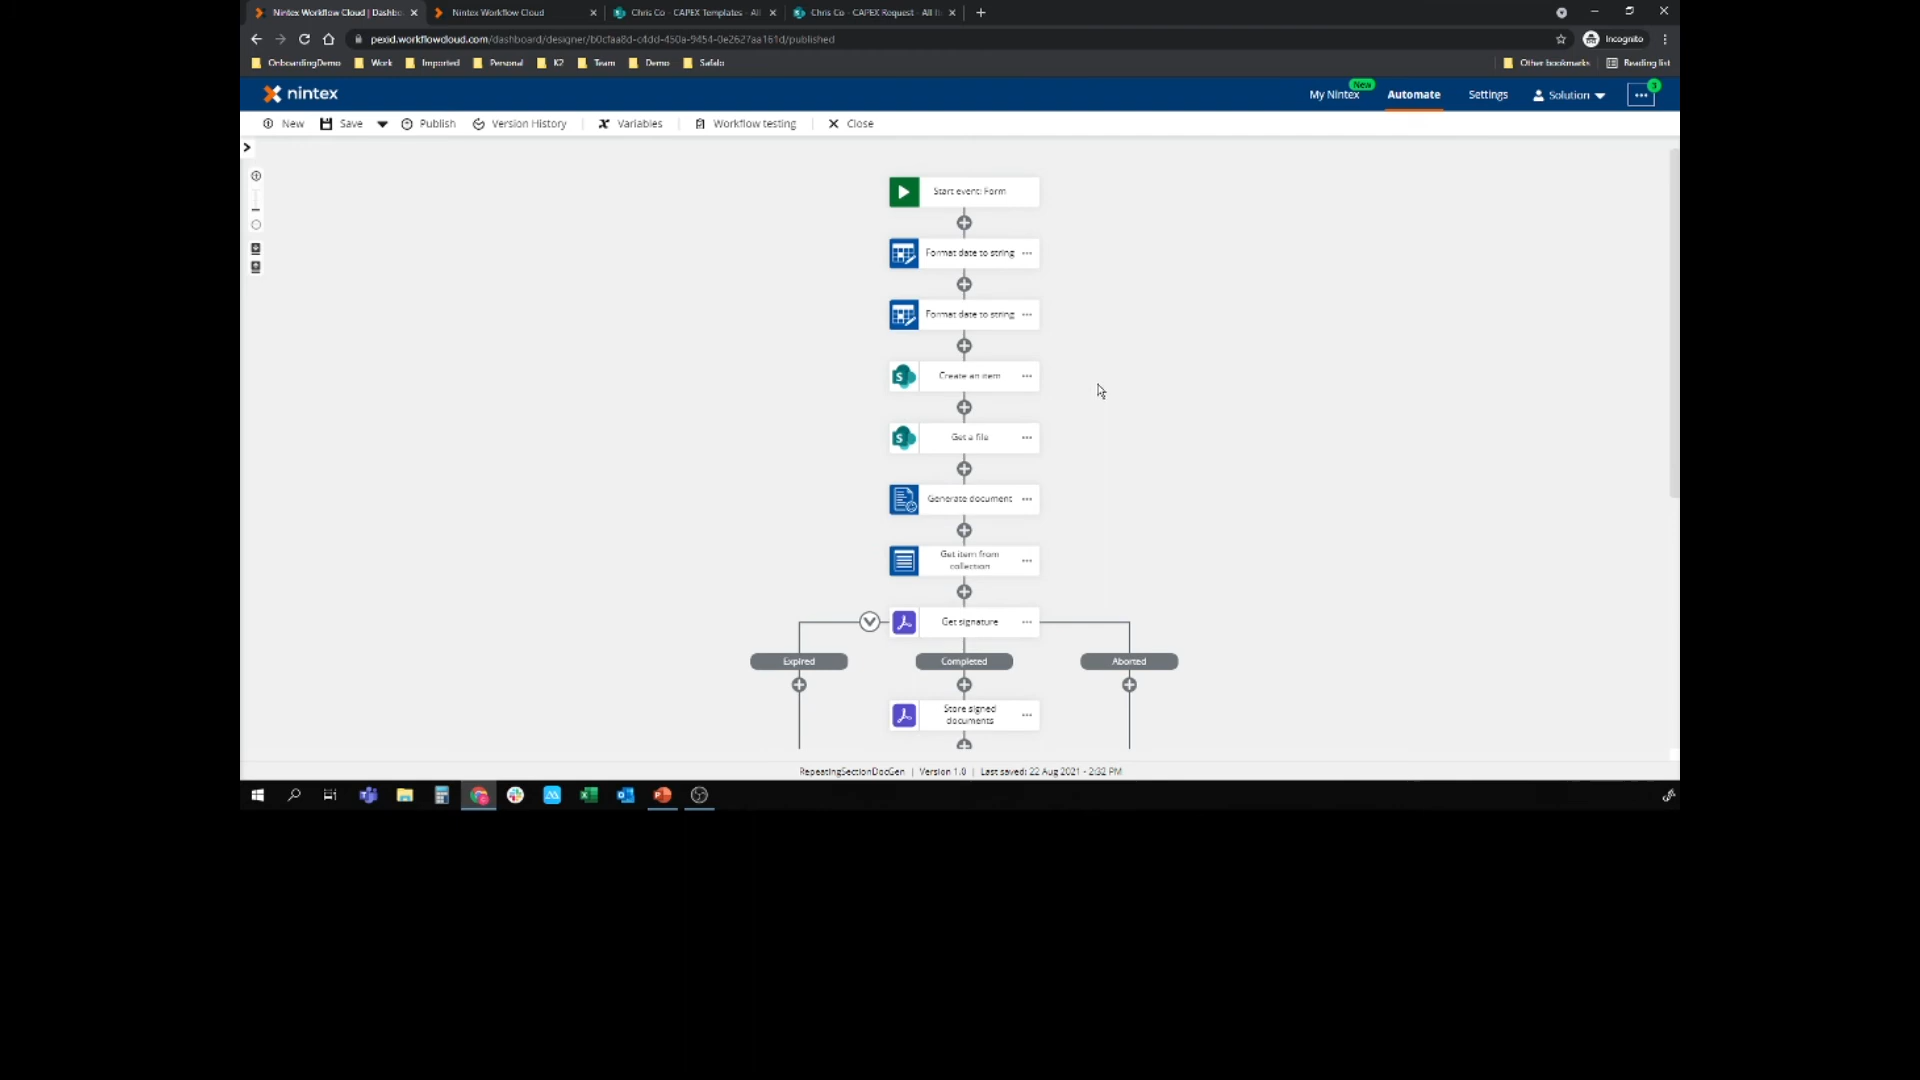 Nintex Workflow Cloud | Dashbo
Nintex Workflow Cloud
Chris Co - CAPEX Templates - All
Chris Co - CAPEX Request - All It
pexid.workflowcloud.com/dashboard/designer/b0cfaa8d-c4dd-450a-9454-0e2627aa161d/published
Incognito
OnboardingDemo
Work
Imported
Personal
K2
Team
Demo
Safalo
Other bookmarks
Reading list
nintex
My Nintex
New
Automate
Settings
Solution
New
Save
Publish
Version History
Variables
Workflow testing
Close
Start event: Form
Format date to string
Format date to string
Create an item
Get a file
Generate document
Get item from
collection
Get signature
Expired
Completed
Aborted
Store signed
documents
RepeatingSectionDocGen | Version 1.0 | Last saved: 22 Aug 2021 - 2:32 PM